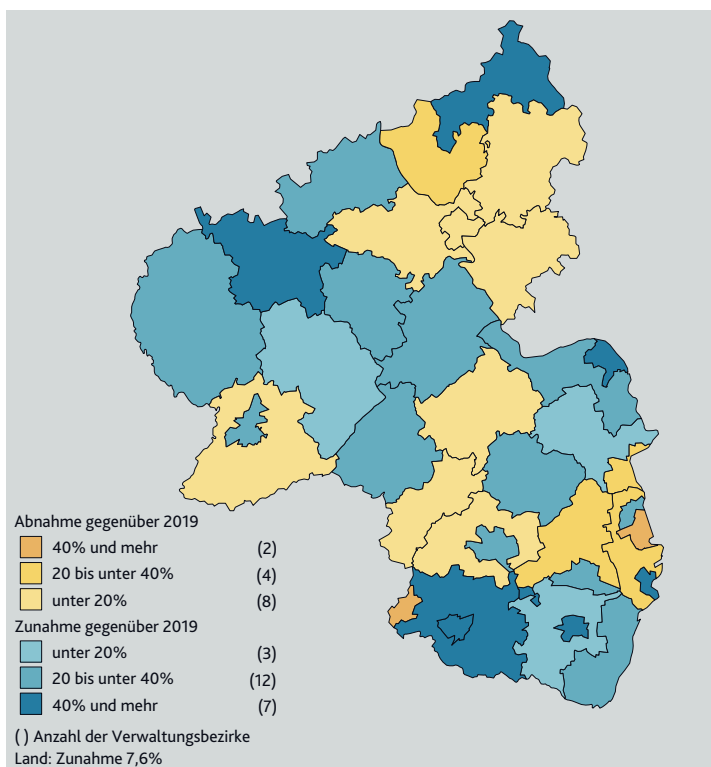 Abnahme gegenüber 2019
40% und mehr (2)
20 bis unter 40% (4)
unter 20% (8)
Zunahme gegenüber 2019
unter 20% (3)
20 bis unter 40% (12)
40% und mehr (7)
( ) Anzahl der Verwaltungsbezirke
Land: Zunahme 7,6%